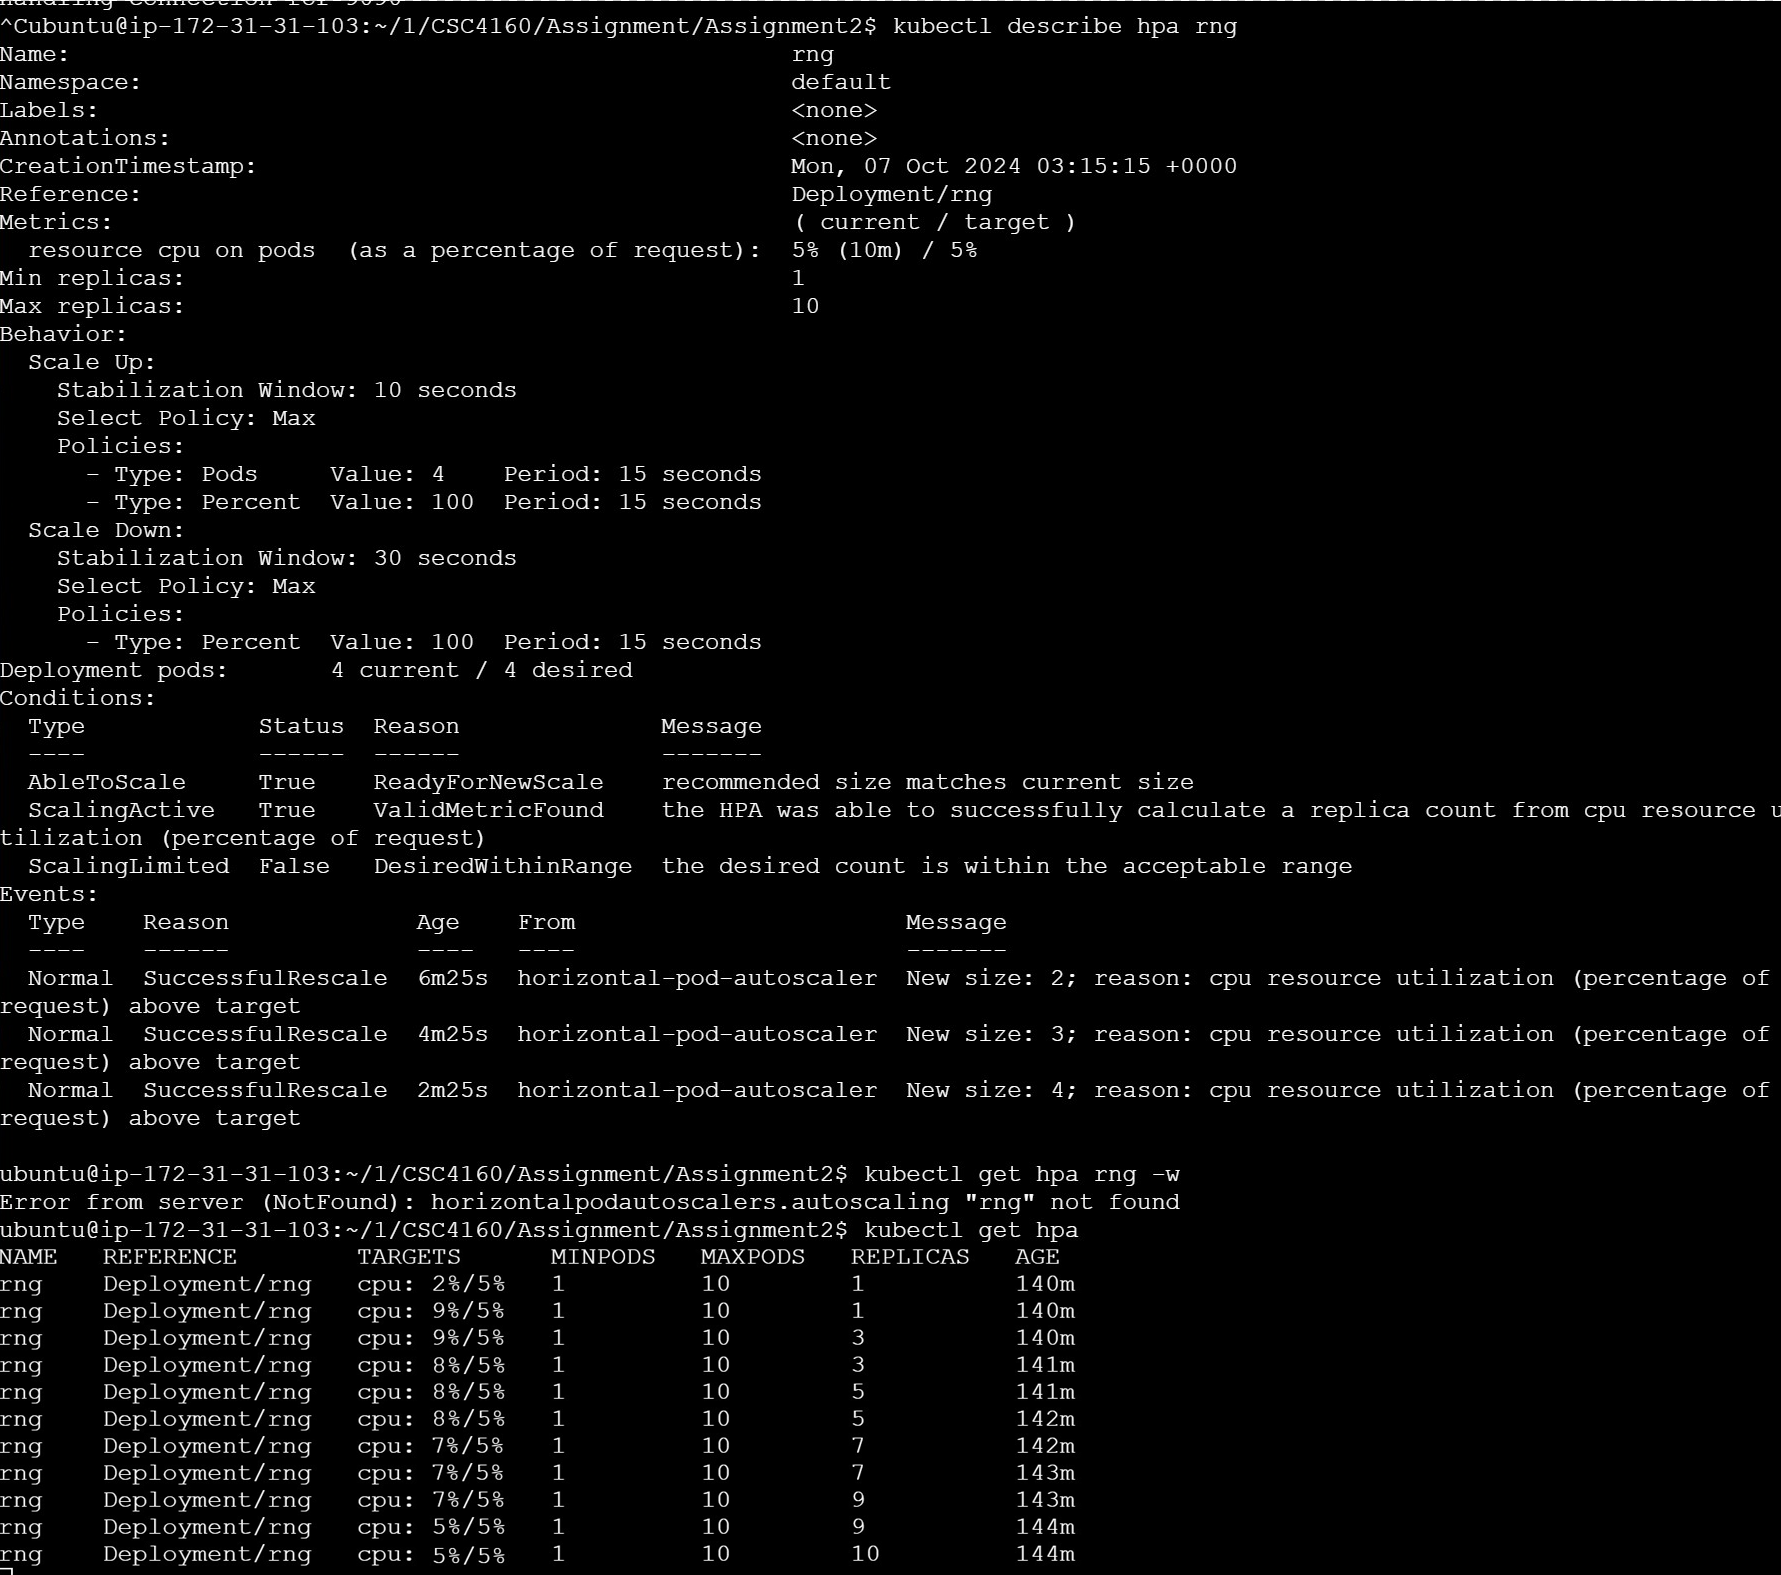 ^Cubuntu@ip-172-31-31-103:~/1/CSC4160/Assignment/Assignment2$ kubectl describe hpa rng
Name:                                                  rng
Namespace:                                             default
Labels:                                                <none>
Annotations:                                           <none>
CreationTimestamp:                                     Mon, 07 Oct 2024 03:15:15 +0000
Reference:                                             Deployment/rng
Metrics:                                               ( current / target )
  resource cpu on pods  (as a percentage of request):  5% (10m) / 5%
Min replicas:                                          1
Max replicas:                                          10
Behavior:
  Scale Up:
    Stabilization Window: 10 seconds
    Select Policy: Max
    Policies:
      - Type: Pods     Value: 4    Period: 15 seconds
      - Type: Percent  Value: 100  Period: 15 seconds
  Scale Down:
    Stabilization Window: 30 seconds
    Select Policy: Max
    Policies:
      - Type: Percent  Value: 100  Period: 15 seconds
Deployment pods:       4 current / 4 desired
Conditions:
  Type            Status  Reason              Message
  ----            ------  ------              -------
  AbleToScale     True    ReadyForNewScale    recommended size matches current size
  ScalingActive   True    ValidMetricFound    the HPA was able to successfully calculate a replica count from cpu resource u
tilization (percentage of request)
  ScalingLimited  False   DesiredWithinRange  the desired count is within the acceptable range
Events:
  Type    Reason             Age    From                       Message
  ----    ------             ----   ----                       -------
  Normal  SuccessfulRescale  6m25s  horizontal-pod-autoscaler  New size: 2; reason: cpu resource utilization (percentage of
request) above target
  Normal  SuccessfulRescale  4m25s  horizontal-pod-autoscaler  New size: 3; reason: cpu resource utilization (percentage of
request) above target
  Normal  SuccessfulRescale  2m25s  horizontal-pod-autoscaler  New size: 4; reason: cpu resource utilization (percentage of
request) above target
ubuntu@ip-172-31-31-103:~/1/CSC4160/Assignment/Assignment2$ kubectl get hpa rng -w
Error from server (NotFound): horizontalpodautoscalers.autoscaling "rng" not found
ubuntu@ip-172-31-31-103:~/1/CSC4160/Assignment/Assignment2$ kubectl get hpa
NAME   REFERENCE        TARGETS      MINPODS   MAXPODS   REPLICAS   AGE
rng    Deployment/rng   cpu: 2%/5%   1         10        1          140m
rng    Deployment/rng   cpu: 9%/5%   1         10        1          140m
rng    Deployment/rng   cpu: 9%/5%   1         10        3          140m
rng    Deployment/rng   cpu: 8%/5%   1         10        3          141m
rng    Deployment/rng   cpu: 8%/5%   1         10        5          141m
rng    Deployment/rng   cpu: 8%/5%   1         10        5          142m
rng    Deployment/rng   cpu: 7%/5%   1         10        7          142m
rng    Deployment/rng   cpu: 7%/5%   1         10        7          143m
rng    Deployment/rng   cpu: 7%/5%   1         10        9          143m
rng    Deployment/rng   cpu: 5%/5%   1         10        9          144m
rng    Deployment/rng   cpu: 5%/5%   1         10        10         144m